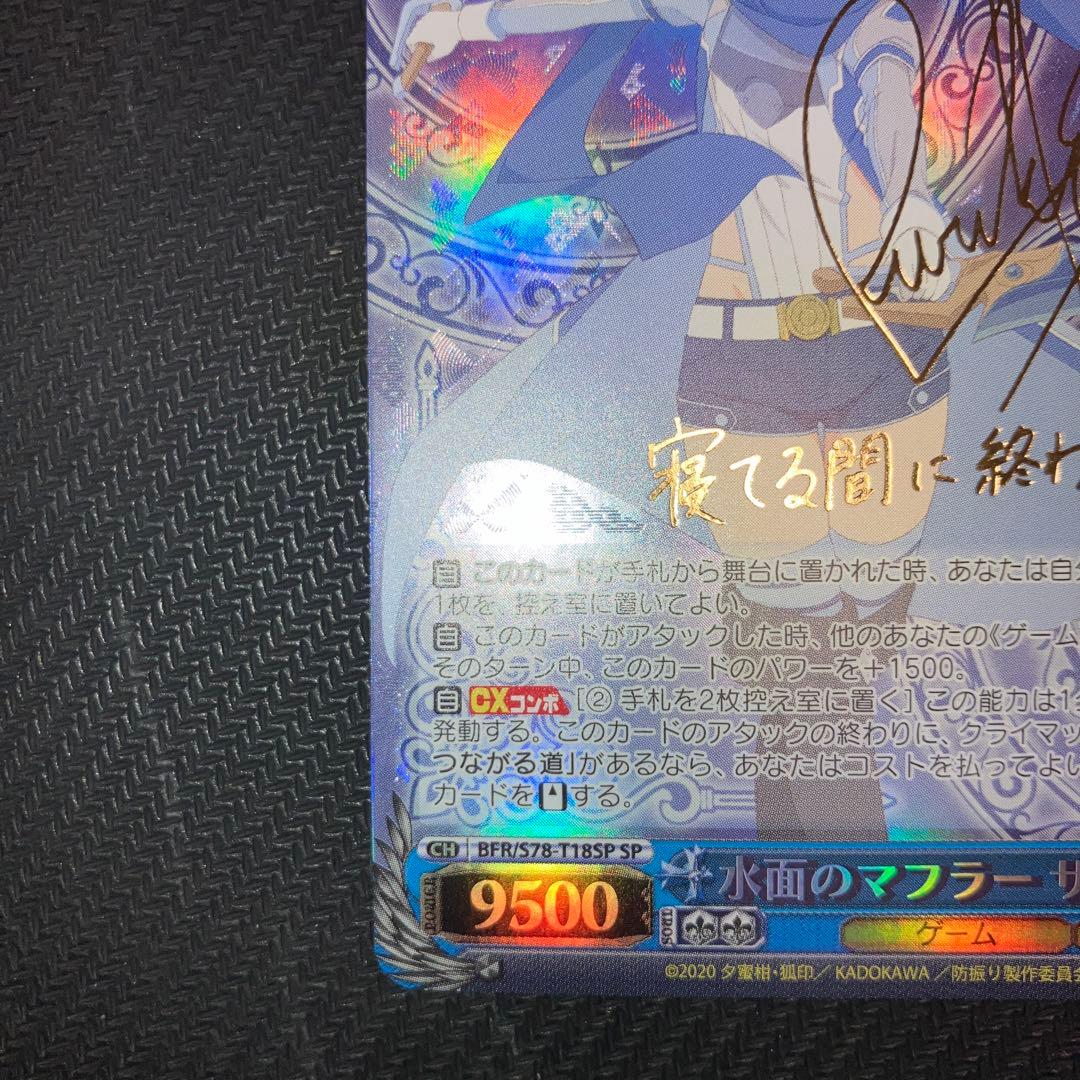 寝てる間に 終わ
自 このカードが手札から舞台に置かれた時、あなたは自分
1枚を、控え室に置いてよい。
自 このカードがアタックした時、他のあなたの《ゲーム
そのターン中、このカードのパワーを+1500。
自 CXコンボ [② 手札を2枚控え室に置く] この能力は1
発動する。このカードのアタックの終わりに、クライマッ
つながる道」があるなら、あなたはコストを払ってよい
カードを する。
CH BFR/S78-T18SP SP
POWER 9500
水面のマフラー サ
SOUL
ゲーム
©2020 夕蜜柑・狐印/KADOKAWA /防振り製作委員会